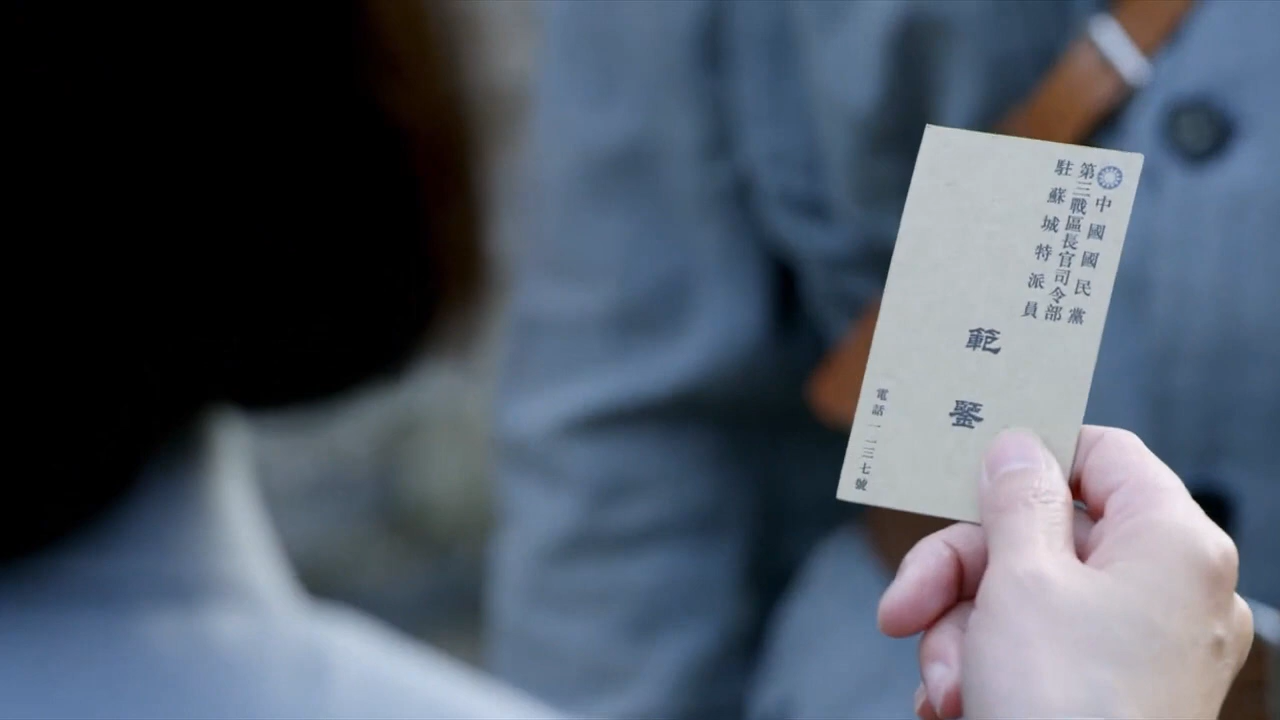 中國國民黨
第三戰區長官司令部
駐蘇城特派員
範鑒
電話一二三七號